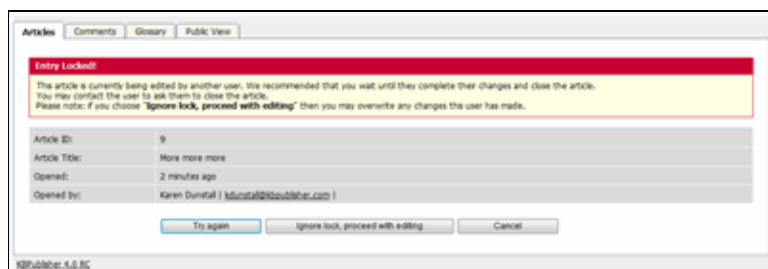 Articles Comments Glossary Public View
Entry Locked!
This article is currently being edited by another user. We recommended that you wait until they complete ther changes and close the article.
You may contact the user to ask them to close the article.
Please note: if you choose "Ignore lock, proceed with editing" then you may overwrite any changes this user has made.
Article ID: 9
Article Title: More more more
Opened: 2 minutes ago
Opened by: Karen Dunstall [ kdunstall@kbpublisher.com ]
Try again Ignore lock, proceed with editing Cancel
KBPublisher 4.0 RC